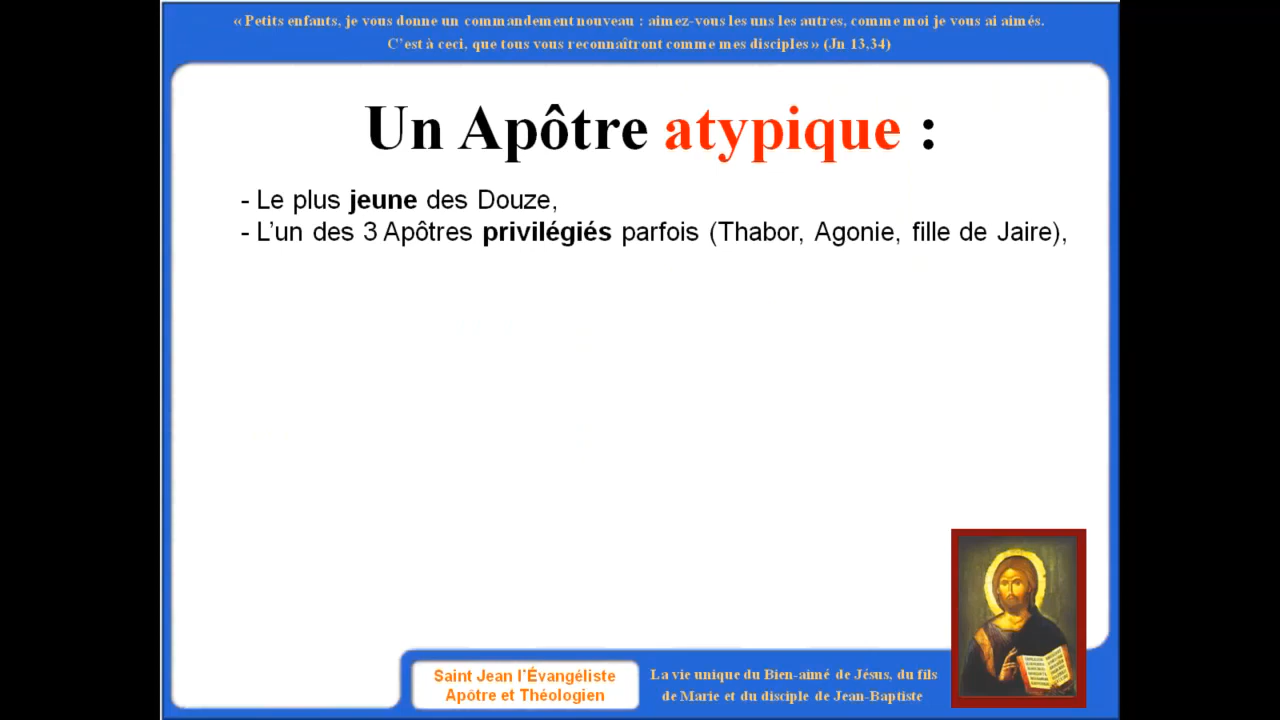 « Petits enfants, je vous donne un commandement nouveau : aimez-vous les uns les autres, comme moi je vous ai aimés.
C’est à ceci, que tous vous reconnaîtront comme mes disciples » (Jn 13,34)
Un Apôtre atypique :
- Le plus jeune des Douze,
- L’un des 3 Apôtres privilégiés parfois (Thabor, Agonie, fille de Jaire),
Saint Jean l’Évangéliste
Apôtre et Théologien
La vie unique du Bien-aimé de Jésus, du fils
de Marie et du disciple de Jean-Baptiste